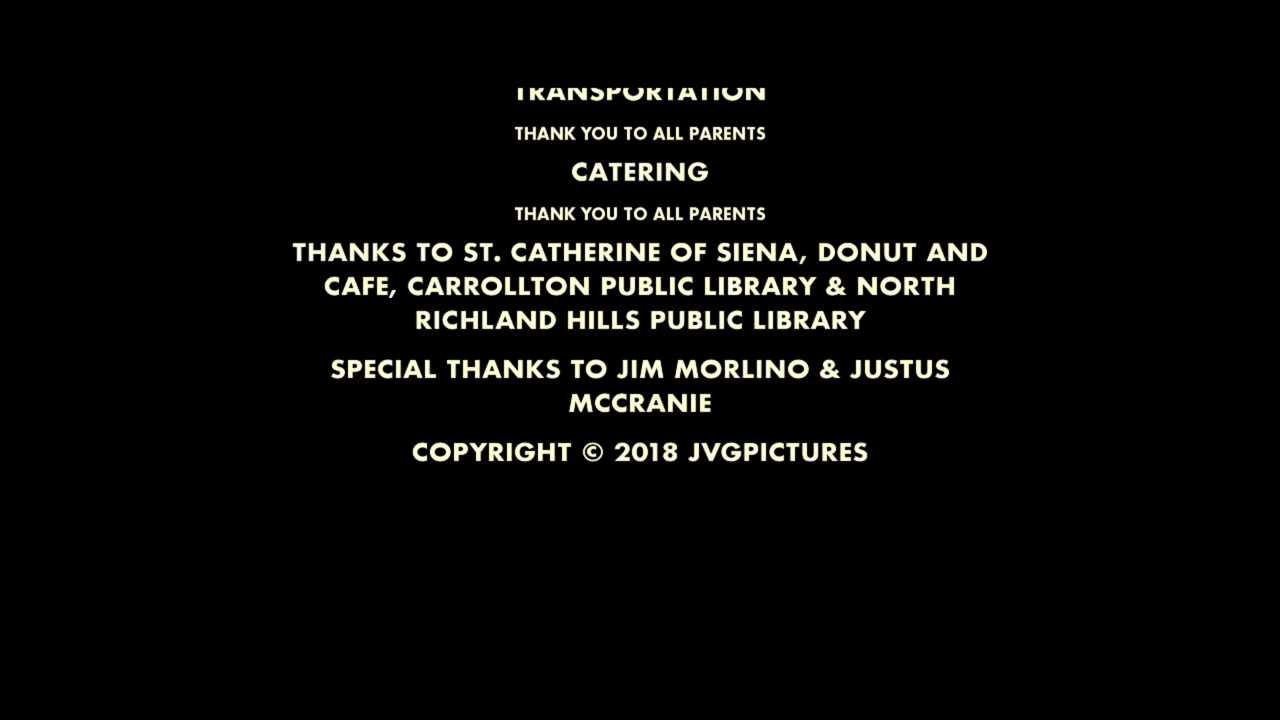 TRANSPORTATION
THANK YOU TO ALL PARENTS
CATERING
THANK YOU TO ALL PARENTS
THANKS TO ST. CATHERINE OF SIENA, DONUT AND
CAFE, CARROLLTON PUBLIC LIBRARY & NORTH
RICHLAND HILLS PUBLIC LIBRARY
SPECIAL THANKS TO JIM MORLINO & JUSTUS
MCCRANIE
COPYRIGHT © 2018 JVGPICTURES